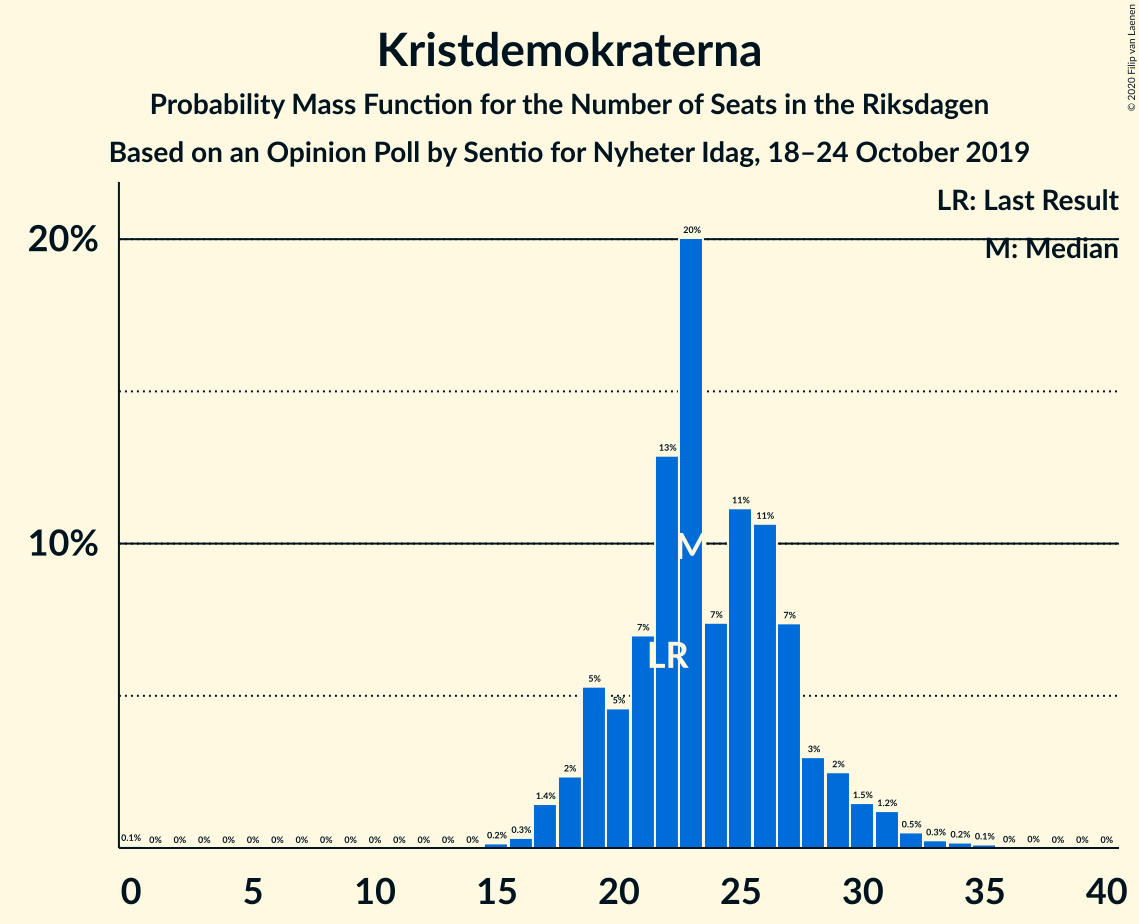 Kristdemokraterna
Probability Mass Function for the Number of Seats in the Riksdagen
Based on an Opinion Poll by Sentio for Nyheter Idag, 18–24 October 2019
© 2020 Filip van Laenen
LR: Last Result
M: Median
20%
10%
0.1% 0% 0% 0% 0% 0% 0% 0% 0% 0% 0% 0% 0% 0% 0% 0.2% 0.3% 1.4% 2% 5% 5% 7% 13% 20% 7% 11% 11% 7% 3% 2% 1.5% 1.2% 0.5% 0.3% 0.2% 0.1% 0% 0% 0% 0% 0%
M
LR
0 5 10 15 20 25 30 35 40